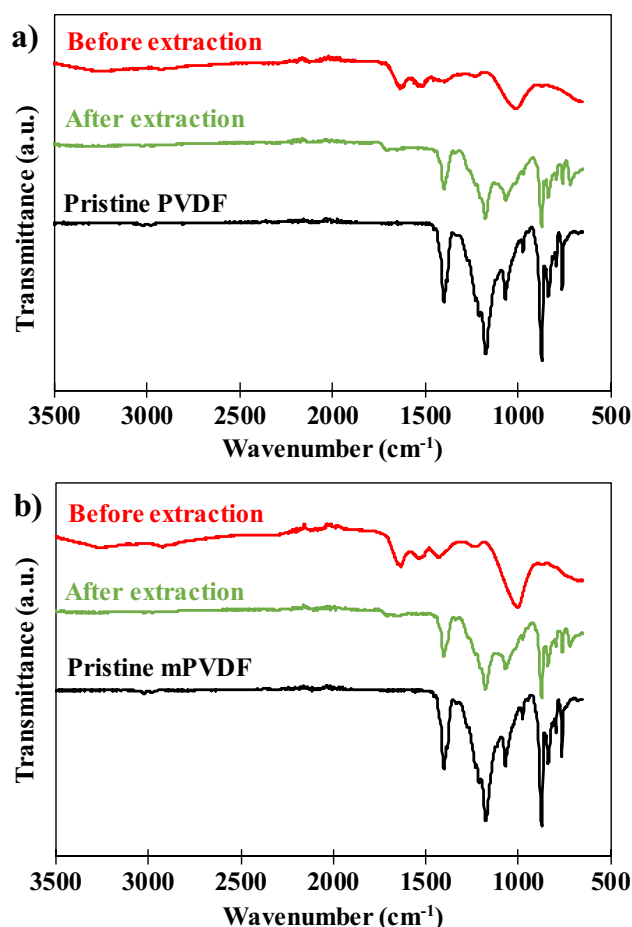 a)
Before extraction
After extraction
Pristine PVDF
Transmittance (a.u.)
3500 3000 2500 2000 1500 1000 500
Wavenumber (cm⁻¹)
b)
Before extraction
After extraction
Pristine mPVDF
Transmittance (a.u.)
3500 3000 2500 2000 1500 1000 500
Wavenumber (cm⁻¹)